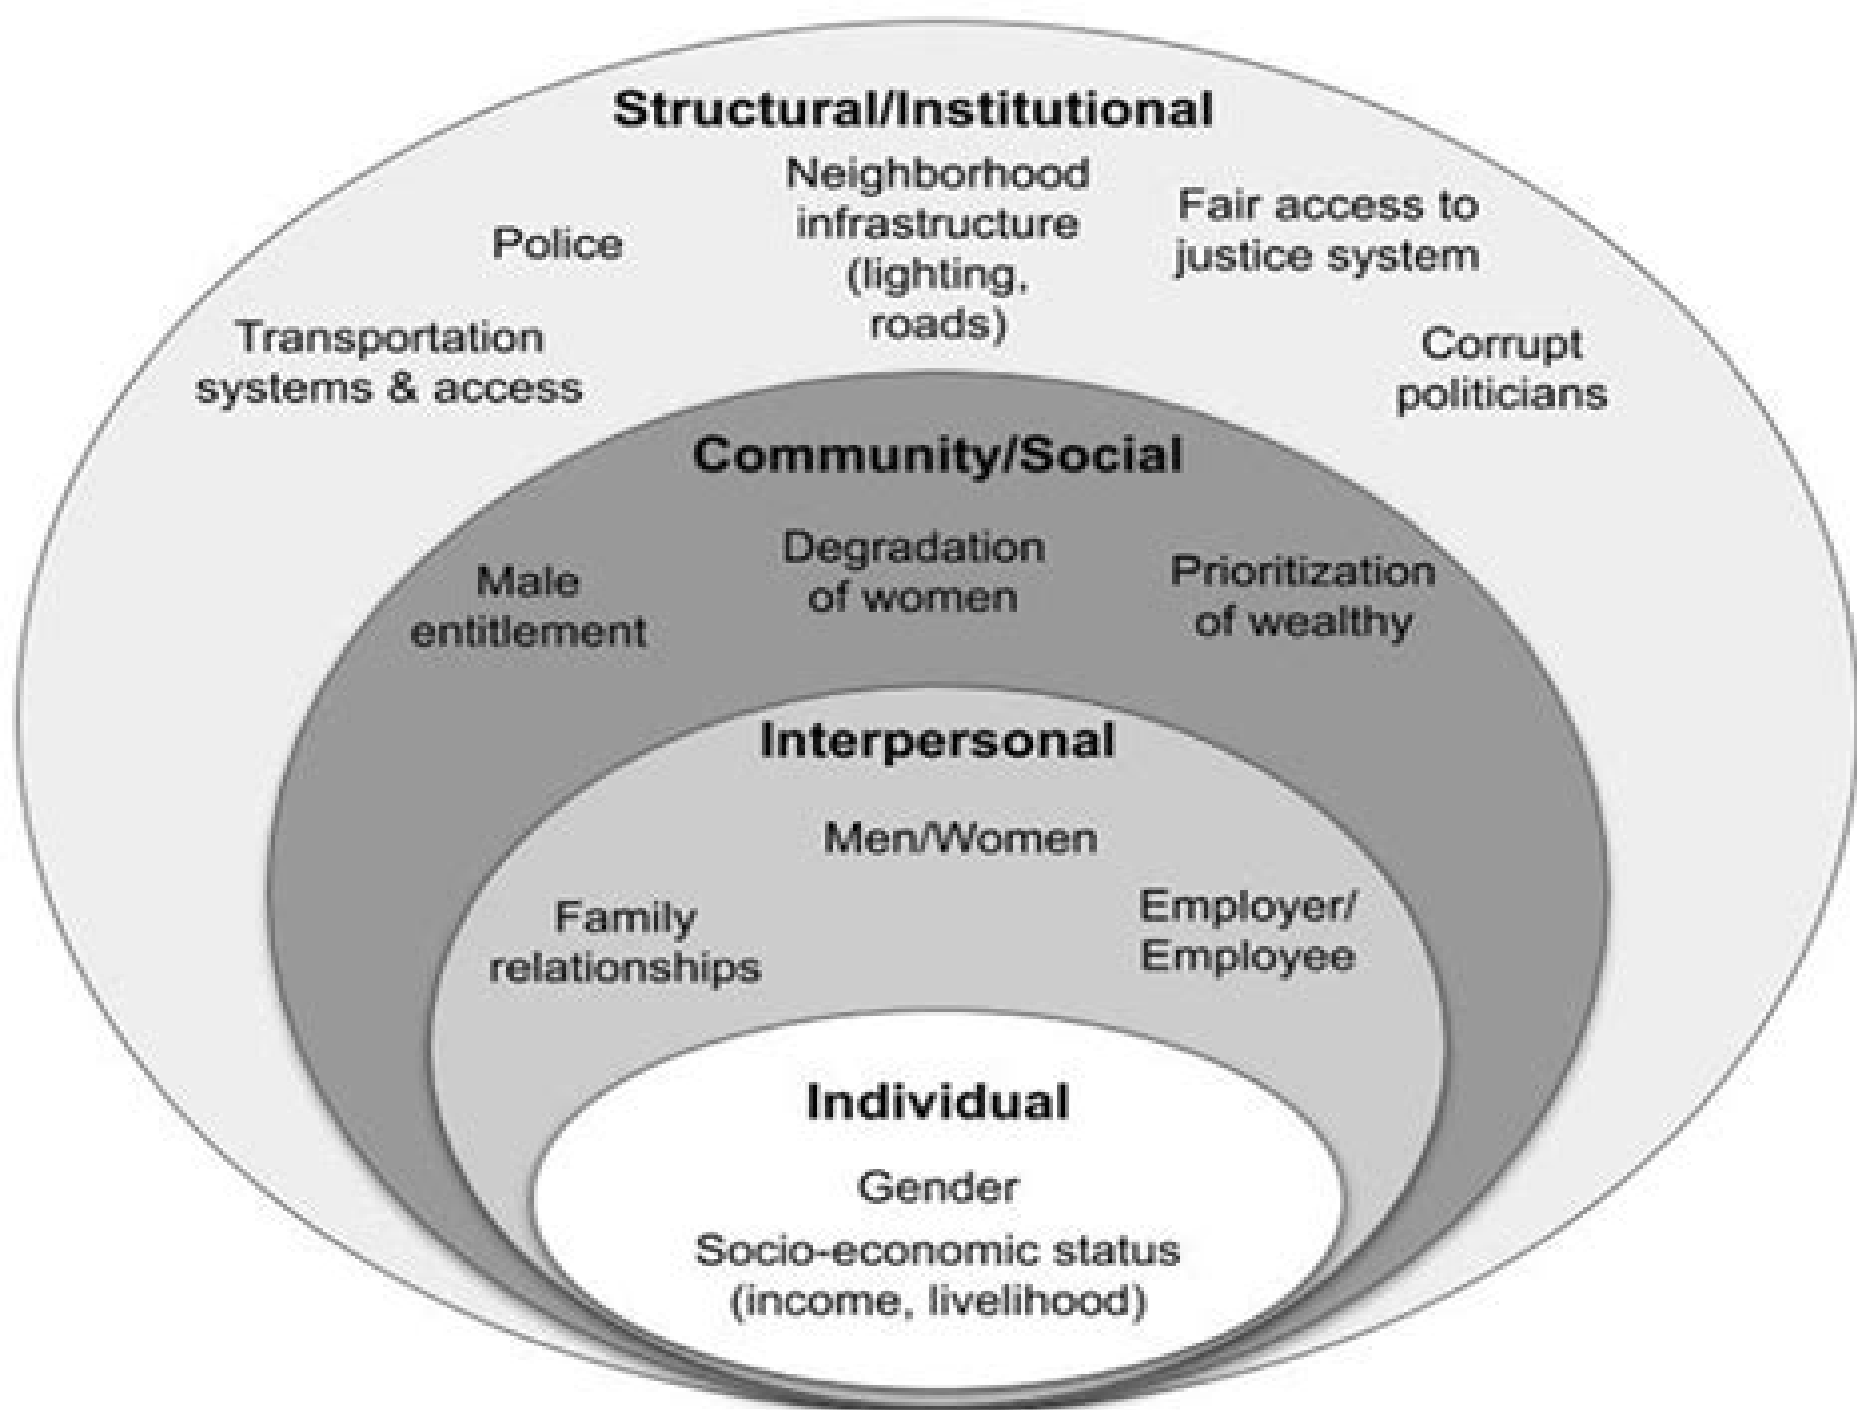 Structural/Institutional
Neighborhood
infrastructure
(lighting,
roads)
Fair access to
justice system
Police
Transportation
systems & access
Corrupt
politicians
Community/Social
Male
entitlement
Degradation
of women
Prioritization
of wealthy
Interpersonal
Men/Women
Family
relationships
Employer/
Employee
Individual
Gender
Socio-economic status
(income, livelihood)